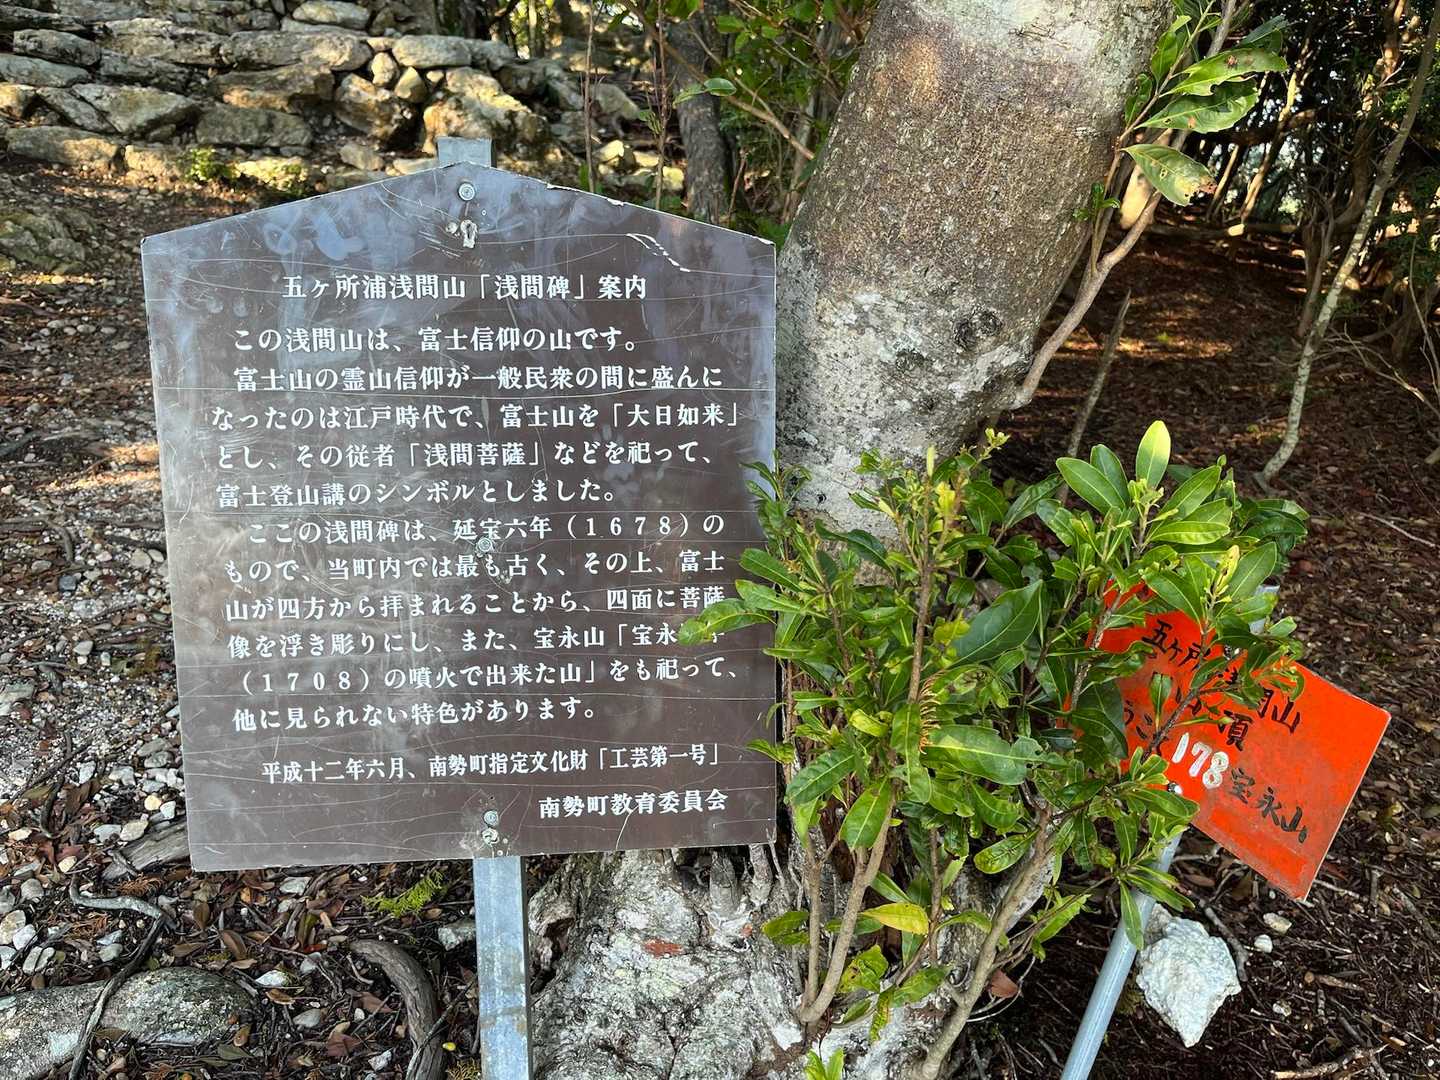 五ヶ所浦浅間山「浅間碑」案内
この浅間山は、富士信仰の山です。
富士山の霊山信仰が一般民衆の間に盛んに
なったのは江戸時代で、富士山を「大日如来」
とし、その従者「浅間菩薩」などを祀って、
富士登山講のシンボルとしました。
ここの浅間碑は、延宝六年（１６７８）の
もので、当町内では最も古く、その上、富士
山が四方から拝まれることから、四面に菩薩
像を浮き彫りにし、また、宝永山「宝永
（１７０８）の噴火で出来た山」をも祀って、
他に見られない特色があります。
平成十二年六月、南勢町指定文化財「工芸第一号」
南勢町教育委員会
五ヶ所
間山
頂
178 宝永山